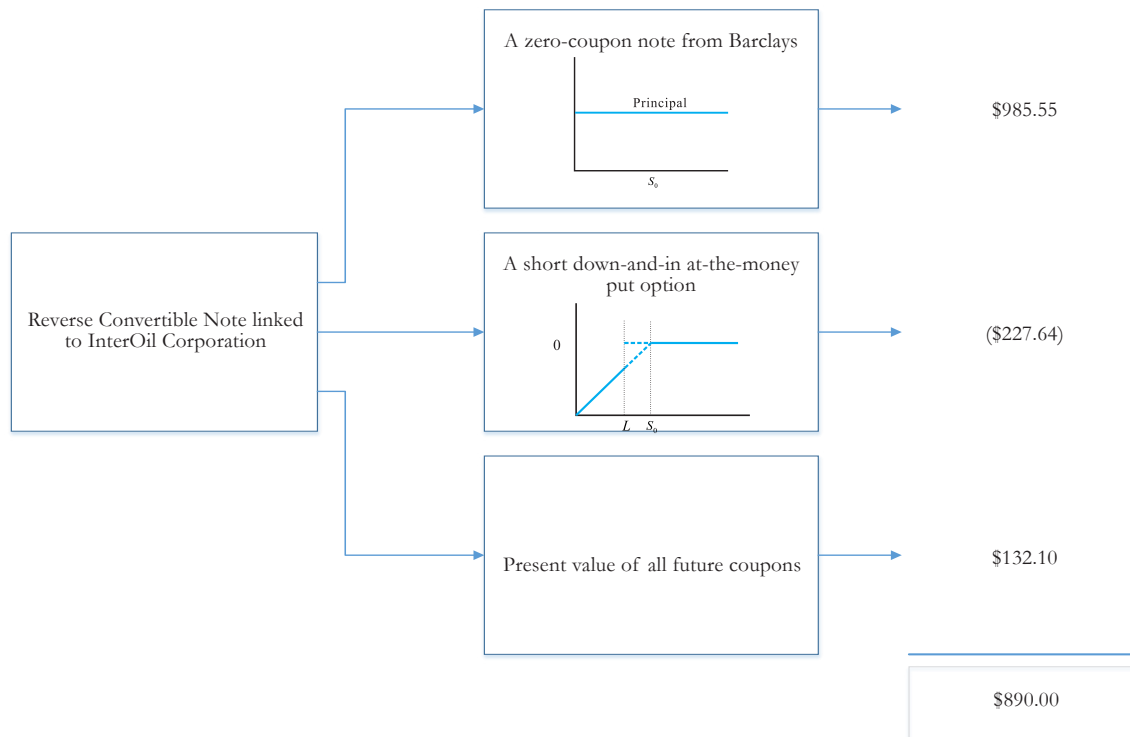 A zero-coupon note from Barclays
Principal
S₀
$985.55
Reverse Convertible Note linked
to InterOil Corporation
A short down-and-in at-the-money
put option
0
L S₀
($227.64)
Present value of all future coupons
$132.10
$890.00